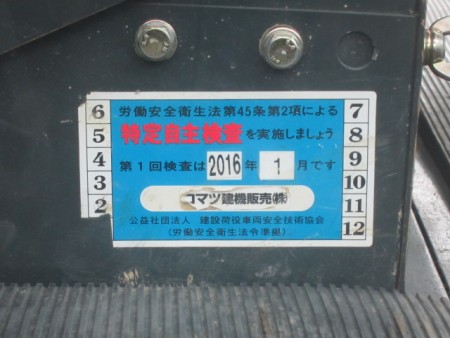 労働安全衛生法第45条第2項による
特定自主検査を実施しましょう
第1回検査は2016年1月です
コマツ建機販売㈱
公益社団法人 建設荷役車両安全技術協会
(労働安全衛生法令準拠)
6
5
4
3
2
7
8
9
10
11
12